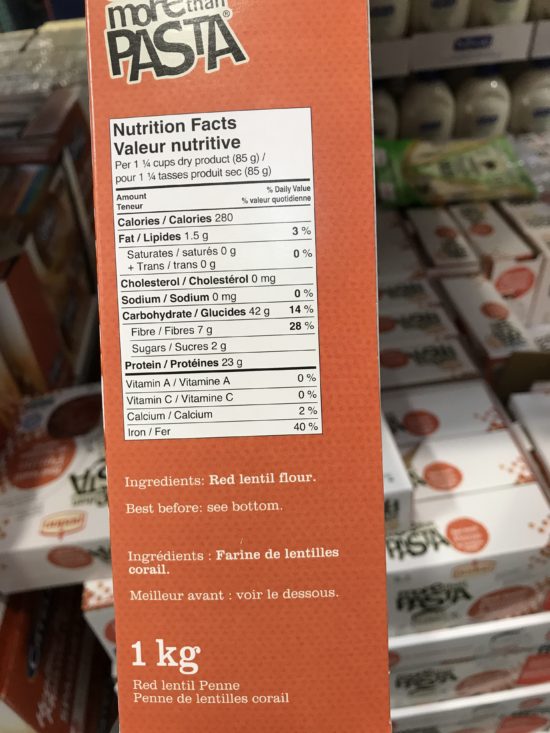 more than
PASTA®
Nutrition Facts
Valeur nutritive
Per 1 ¼ cups dry product (85 g) /
pour 1 ¼ tasses produit sec (85 g)
Amount % Daily Value
Teneur % valeur quotidienne
Calories / Calories 280
Fat / Lipides 1.5 g 3 %
Saturates / saturés 0 g 0 %
+ Trans / trans 0 g
Cholesterol / Cholestérol 0 mg
Sodium / Sodium 0 mg 0 %
Carbohydrate / Glucides 42 g 14 %
Fibre / Fibres 7 g 28 %
Sugars / Sucres 2 g
Protein / Protéines 23 g
Vitamin A / Vitamine A 0 %
Vitamin C / Vitamine C 0 %
Calcium / Calcium 2 %
Iron / Fer 40 %
Ingredients: Red lentil flour.
Best before: see bottom.
Ingrédients : Farine de lentilles
corail.
Meilleur avant : voir le dessous.
1 kg
Red lentil Penne
Penne de lentilles corail
PASTA